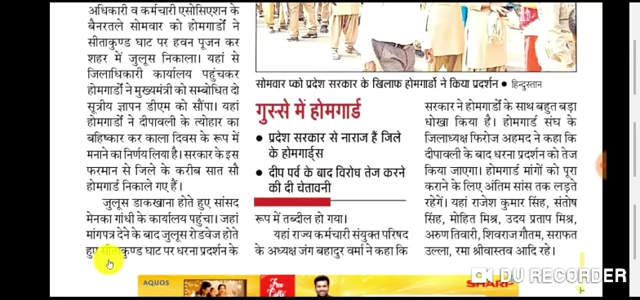 अधिकारी व कर्मचारी एसोसिएशन के
बैनरतले सोमवार को होमगार्डों ने
सीताकुण्ड घाट पर हवन पूजन कर
शहर में जुलूस निकाला। यहां से
जिलाधिकारी कार्यालय पहुंचकर
होमगार्डों ने मुख्यमंत्री को सम्बोधित दो
सूत्रीय ज्ञापन डीएम को सौंपा। यहां
होमगार्डों ने दीपावली के त्योहार का
बहिष्कार कर काला दिवस के रूप में
मनाने का निर्णय लिया है। सरकार के इस
फरमान से जिले के करीब सात सौ
होमगार्ड निकाले गए हैं।
जुलूस डाकखाना होते हुए सांसद
मेनका गांधी के कार्यालय पहुंचा। जहां
मांगपत्र देने के बाद जुलूस रोडवेज होते
हुए सीताकुण्ड घाट पर धरना प्रदर्शन के
सोमवार प्को प्रदेश सरकार के खिलाफ होमगार्डों ने किया प्रदर्शन • हिन्दुस्तान
गुस्से में होमगार्ड
• प्रदेश सरकार से नाराज हैं जिले
के होमगार्ड्स
• दीप पर्व के बाद विरोध तेज करने
की दी चेतावनी
रूप में तब्दील हो गया।
यहां राज्य कर्मचारी संयुक्त परिषद
के अध्यक्ष जंग बहादुर वर्मा ने कहा कि
सरकार ने होमगार्डों के साथ बहुत बड़ा
धोखा किया है। होमगार्ड संघ के
जिलाध्यक्ष फिरोज अहमद ने कहा कि
दीपावली के बाद धरना प्रदर्शन को तेज
किया जाएगा। होमगार्ड मांगों को पूरा
कराने के लिए अंतिम सांस तक लड़ते
रहेगें। यहां राजेश कुमार सिंह, संतोष
सिंह, मोहित मिश्र, उदय प्रताप मिश्र,
अरुण तिवारी, शिवराज गौतम, सराफत
उल्ला, रमा श्रीवास्तव आदि रहे।
AQUOS
SHARP
DU RECORDER